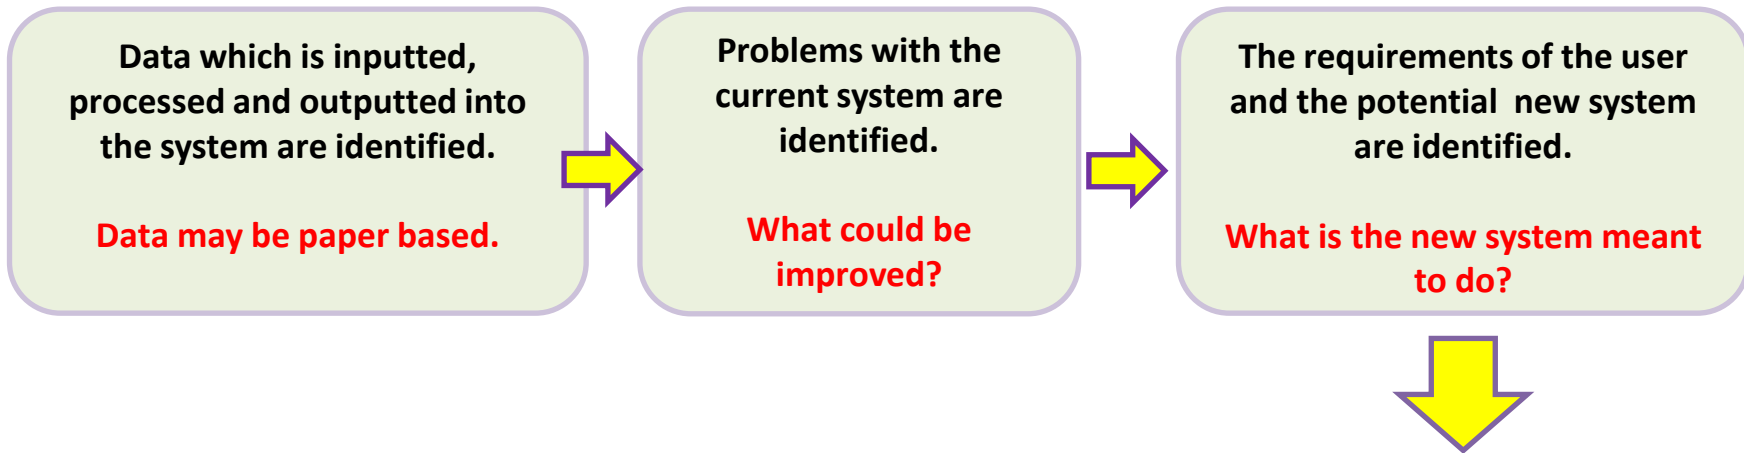 Data which is inputted,
processed and outputted into
the system are identified.
Data may be paper based.
Problems with the
current system are
identified.
What could be
improved?
The requirements of the user
and the potential  new system
are identified.
What is the new system meant
to do?